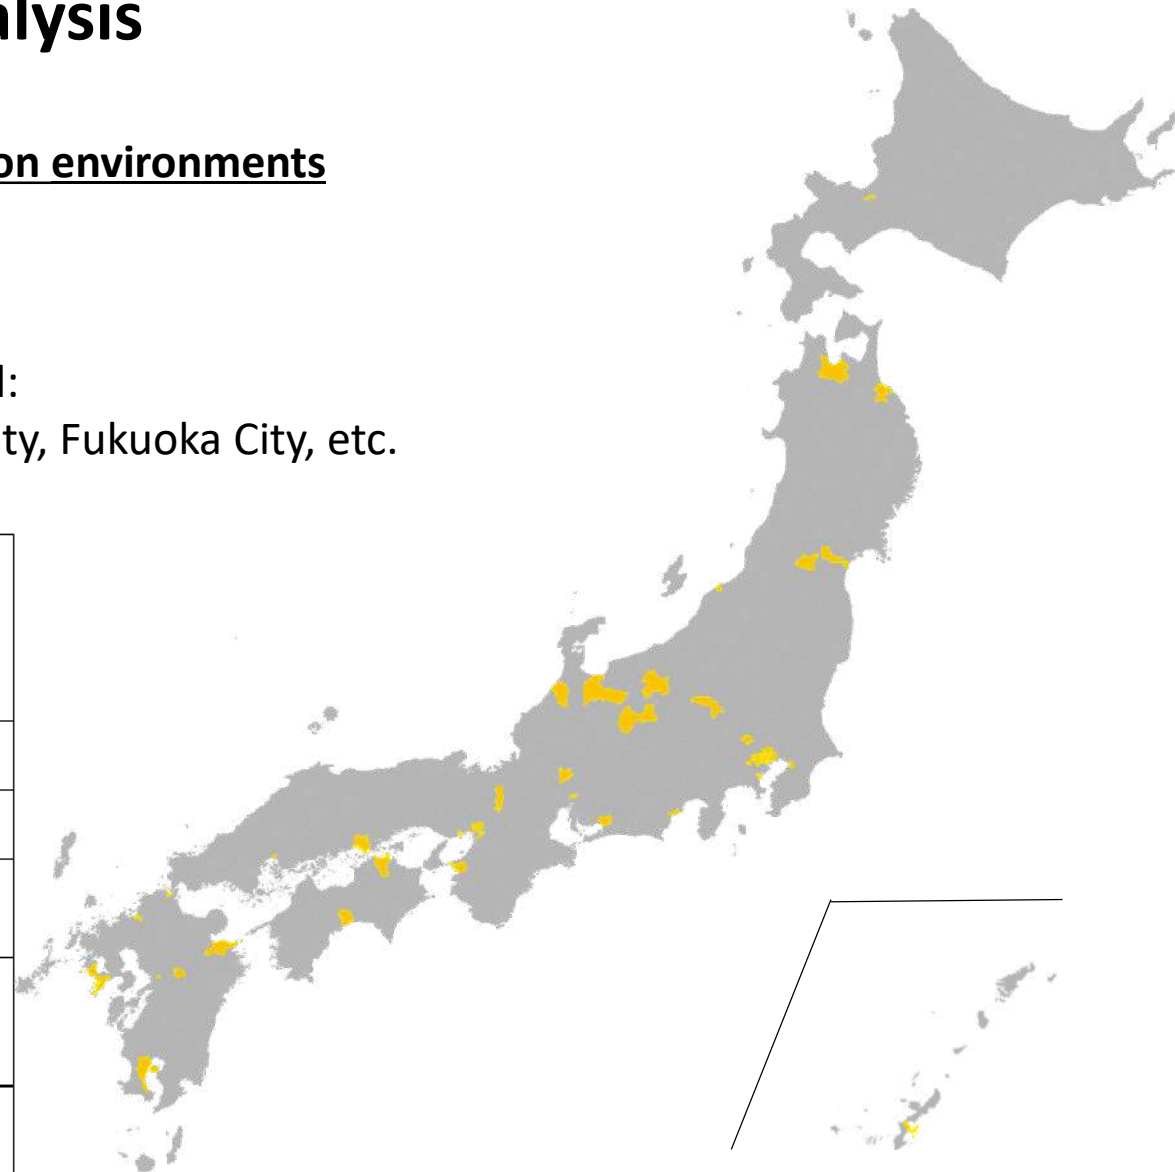 alysis
on environments
l:
ty, Fukuoka City, etc.